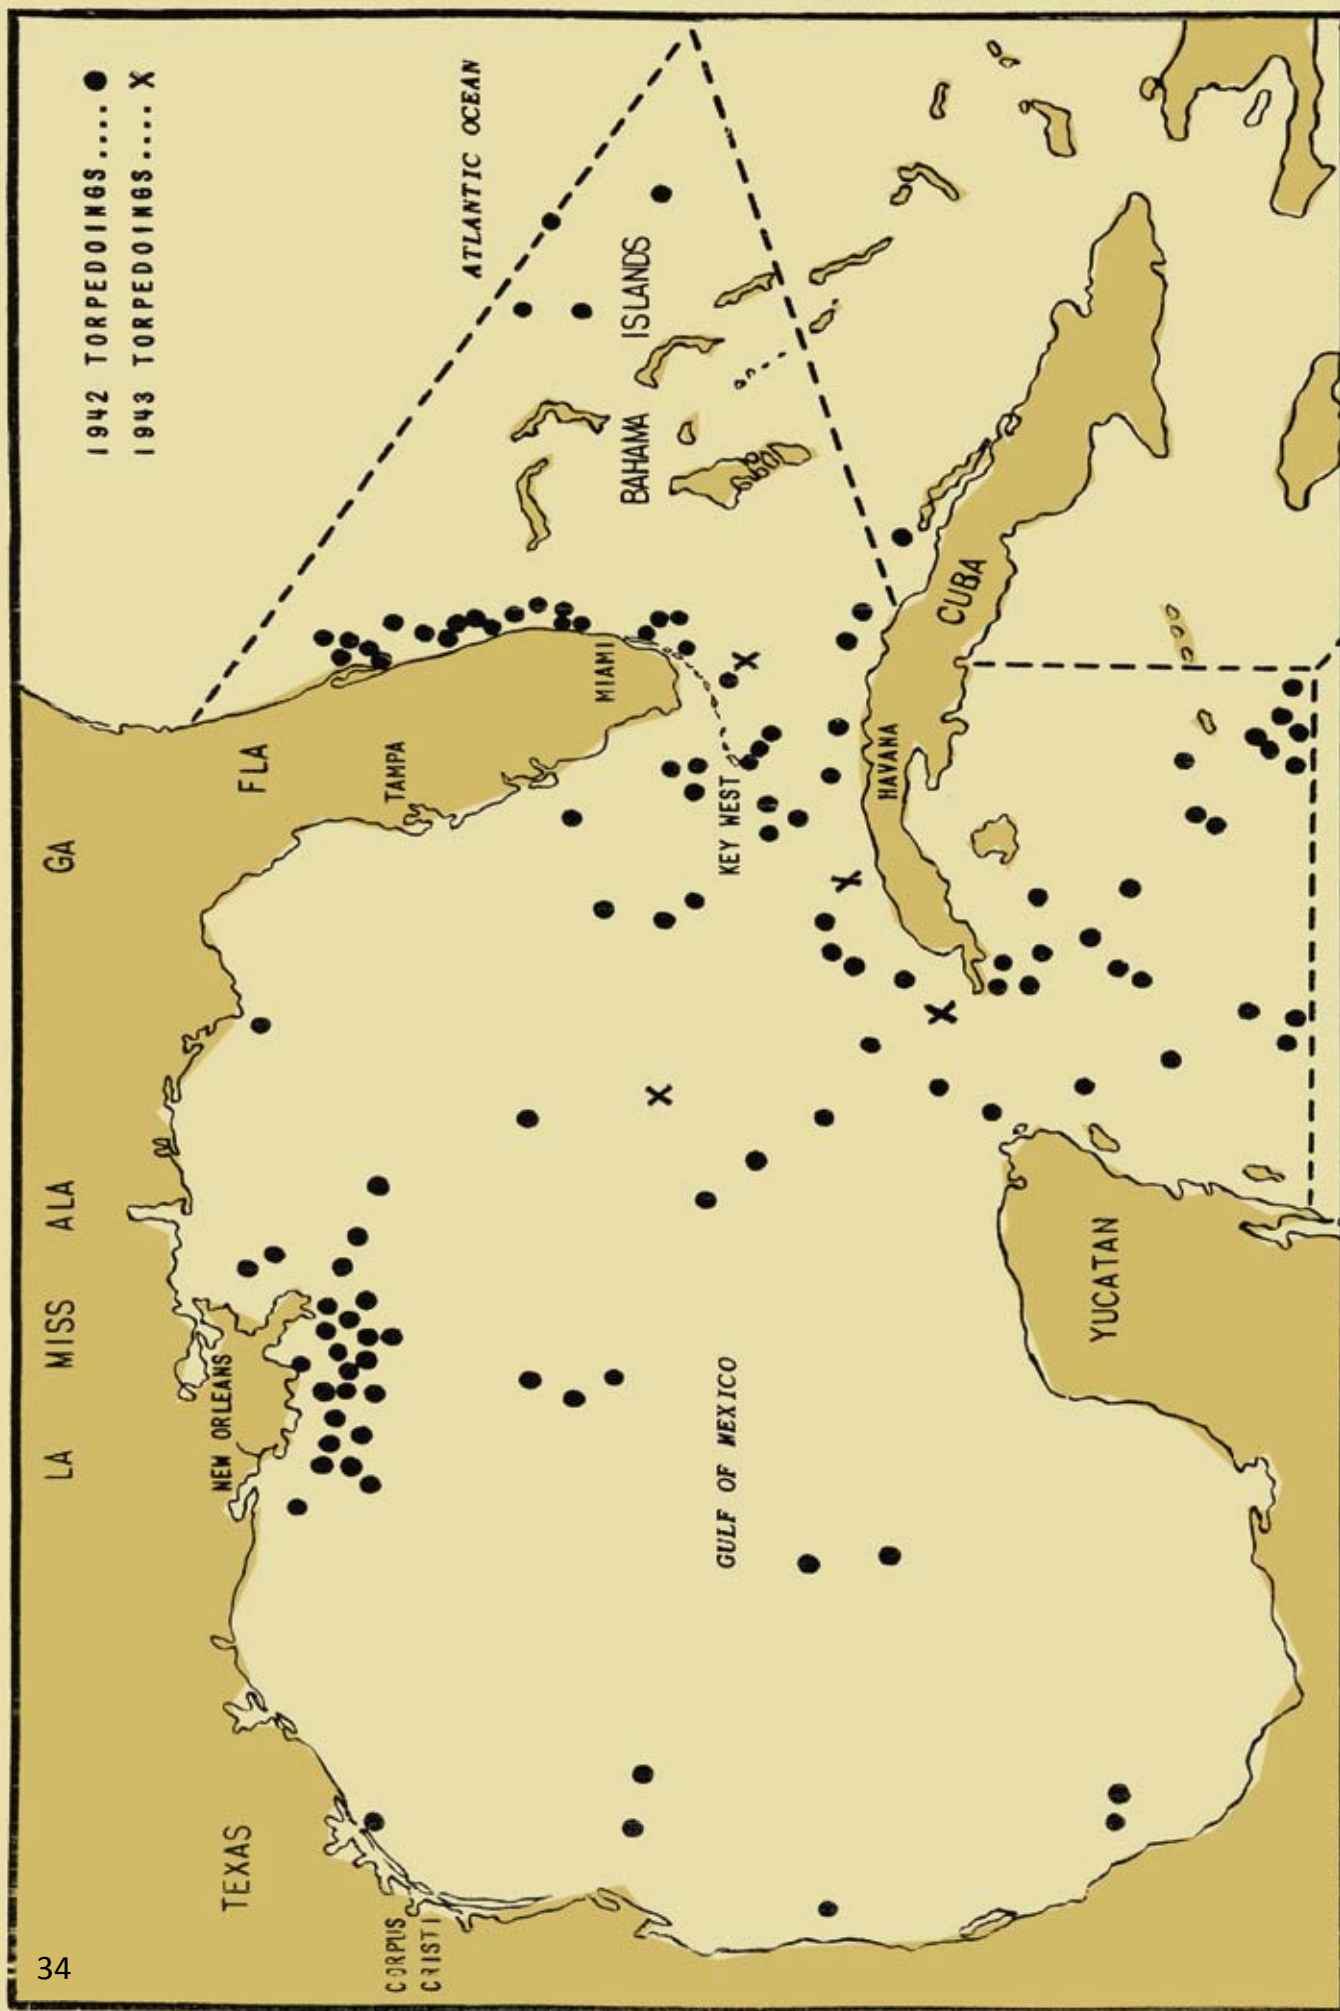 1942 TORPEDOINGS.... ●
1943 TORPEDOINGS.... X
ATLANTIC OCEAN
LA MISS ALA GA
FLA
TAMPA
MIAMI
BAHAMA ISLANDS
TEXAS
NEW ORLEANS
CORPUS
CRISTI
KEY WEST
GULF OF MEXICO
HAVANA
CUBA
YUCATAN
34